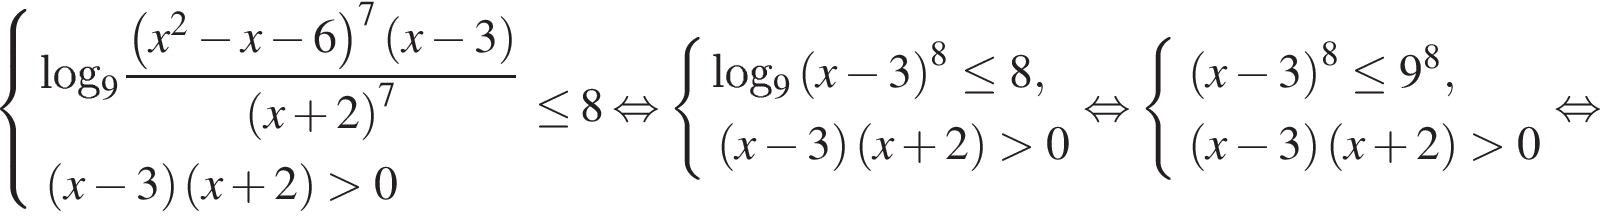 { log₉ (x² − x − 6)⁷ (x − 3) / (x + 2)⁷ ≤ 8 ⇔ { log₉ (x − 3)⁸ ≤ 8, ⇔ { (x − 3)⁸ ≤ 9⁸, ⇔
(x − 3)(x + 2) > 0 (x − 3)(x + 2) > 0 (x − 3)(x + 2) > 0